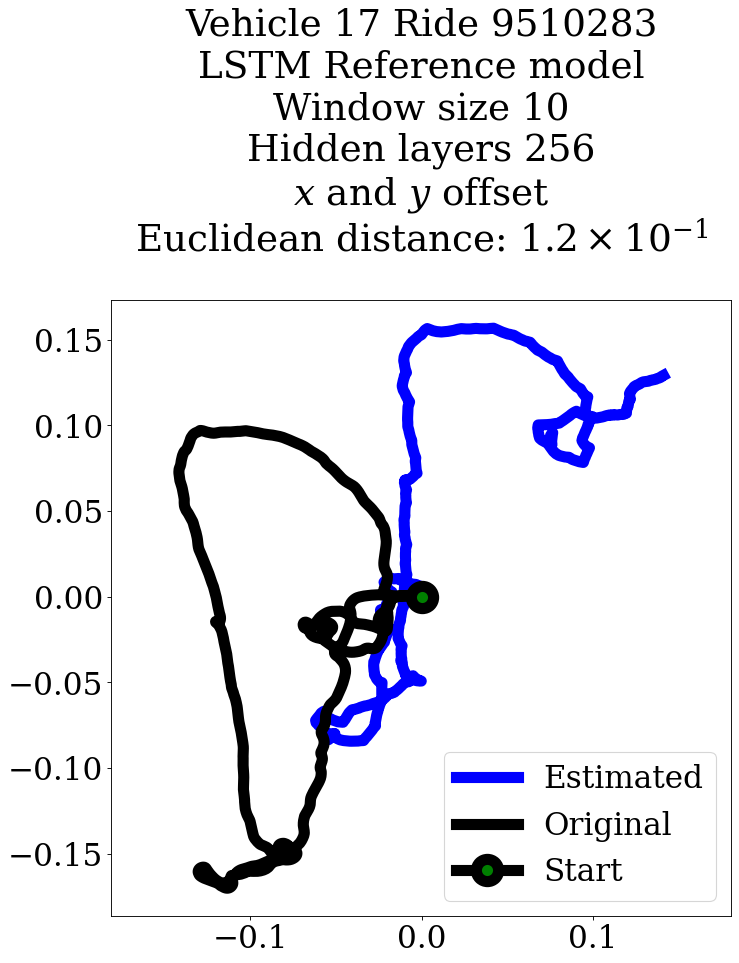 Vehicle 17 Ride 9510283
LSTM Reference model
Window size 10
Hidden layers 256
x and y offset
Euclidean distance: 1.2 × 10⁻¹
0.15
0.10
0.05
0.00
−0.05
−0.10
−0.15
−0.1
0.0
0.1
Estimated
Original
Start